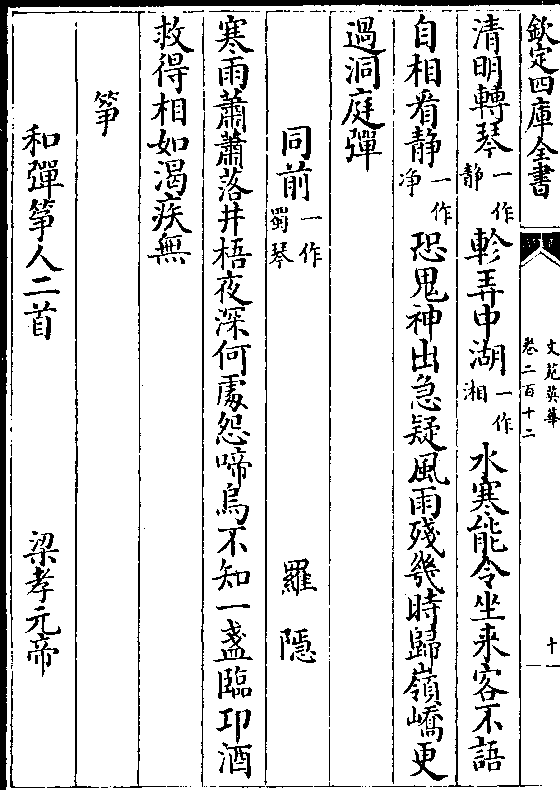 欽定四庫全書
文苑英華
卷二百十二
十一
清明轉琴一作静軫弄中湖一作湘水寒能令坐来客不語
自相看静一作净恐鬼神出急疑風雨殘幾時歸嶺嶠更
過洞庭彈
同前一作蜀琴 羅隱
寒雨蕭蕭落井梧夜深何處怨啼烏不知一盞臨卭酒
救得相如渴疾無
箏
和彈箏人二首 梁孝元帝